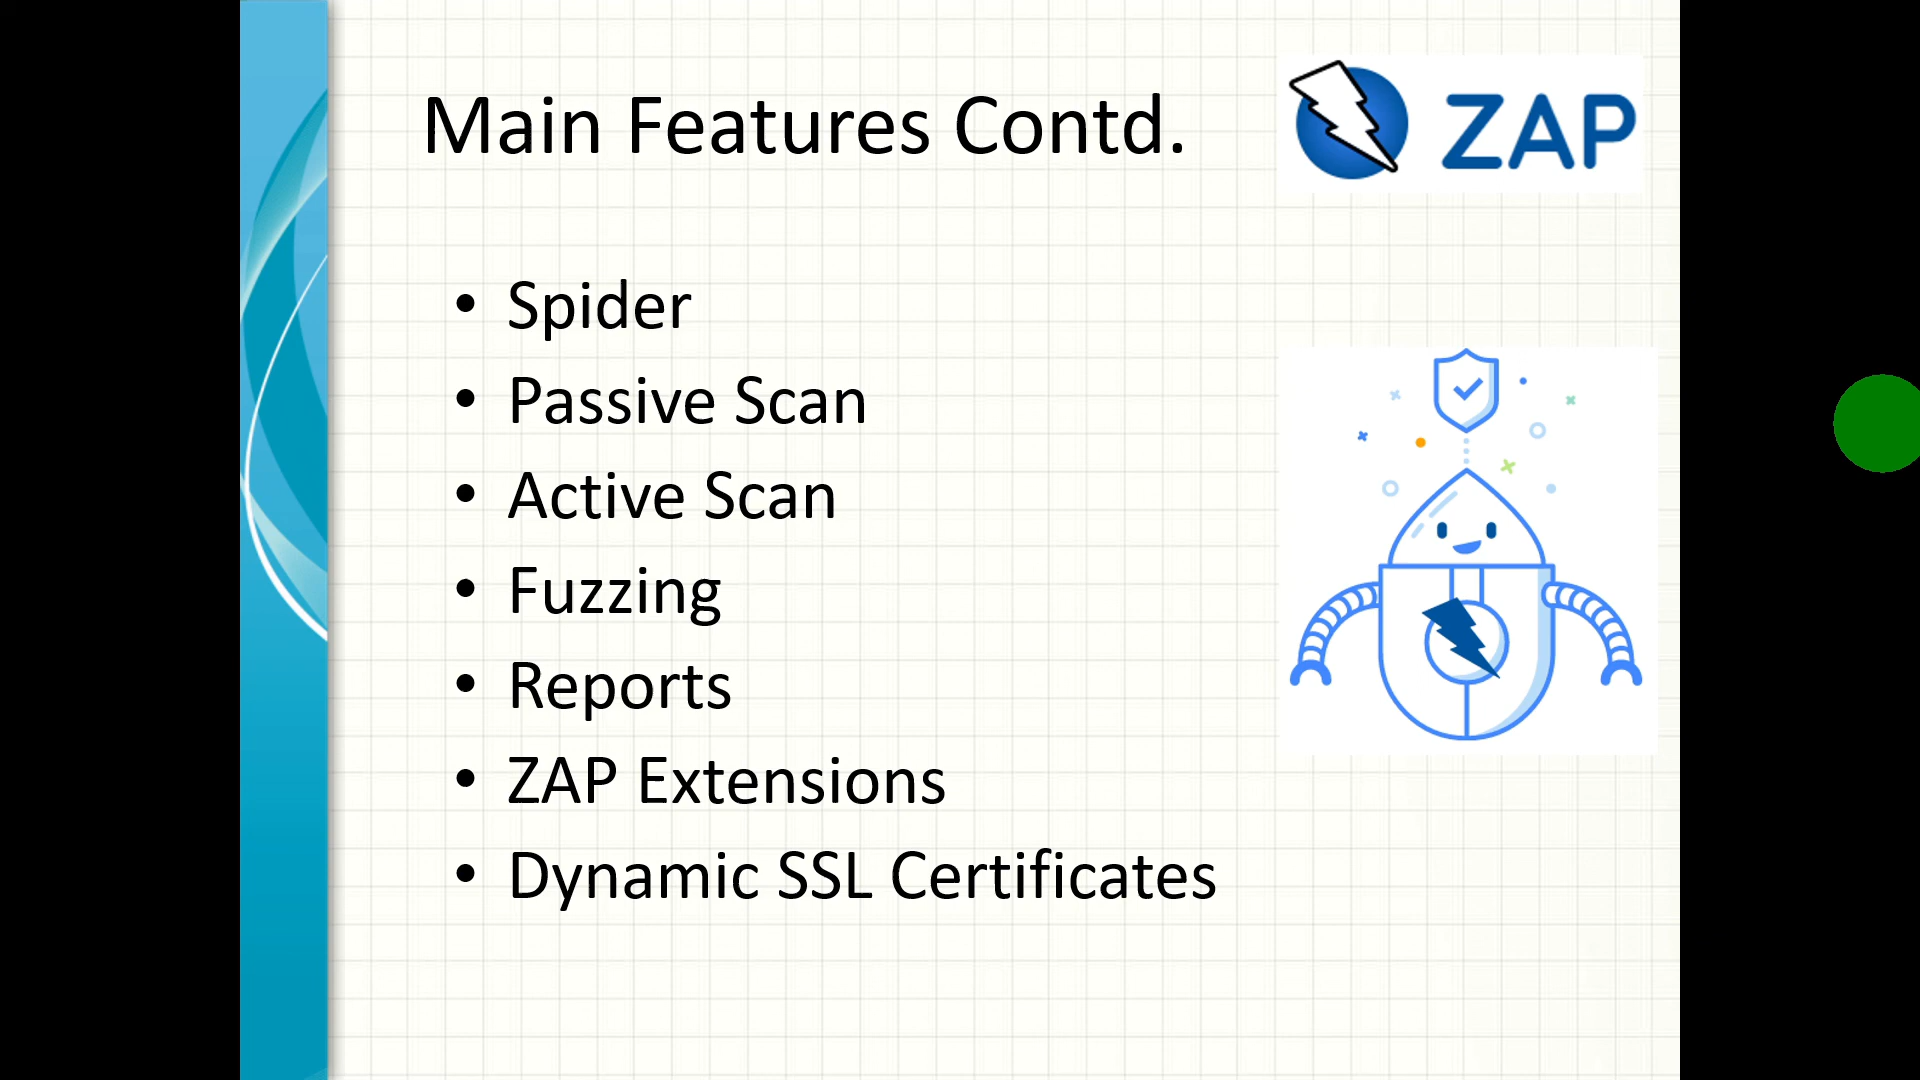 Main Features Contd.
ZAP
• Spider
• Passive Scan
• Active Scan
• Fuzzing
• Reports
• ZAP Extensions
• Dynamic SSL Certificates